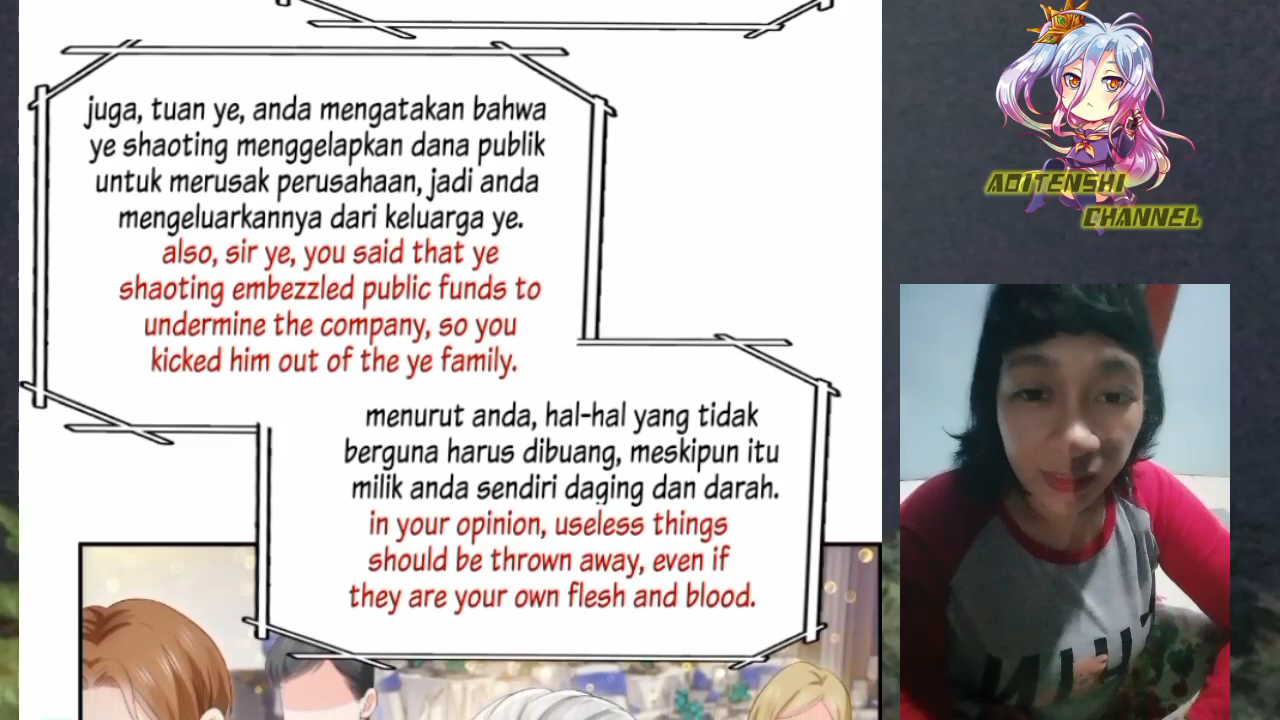 juga, tuan ye, anda mengatakan bahwa
ye shaoting menggelapkan dana publik
untuk merusak perusahaan, jadi anda
mengeluarkannya dari keluarga ye.
also, sir ye, you said that ye
shaoting embezzled public funds to
undermine the company, so you
kicked him out of the ye family.
menurut anda, hal-hal yang tidak
berguna harus dibuang, meskipun itu
milik anda sendiri daging dan darah.
in your opinion, useless things
should be thrown away, even if
they are your own flesh and blood.
ADITENSHI
CHANNEL